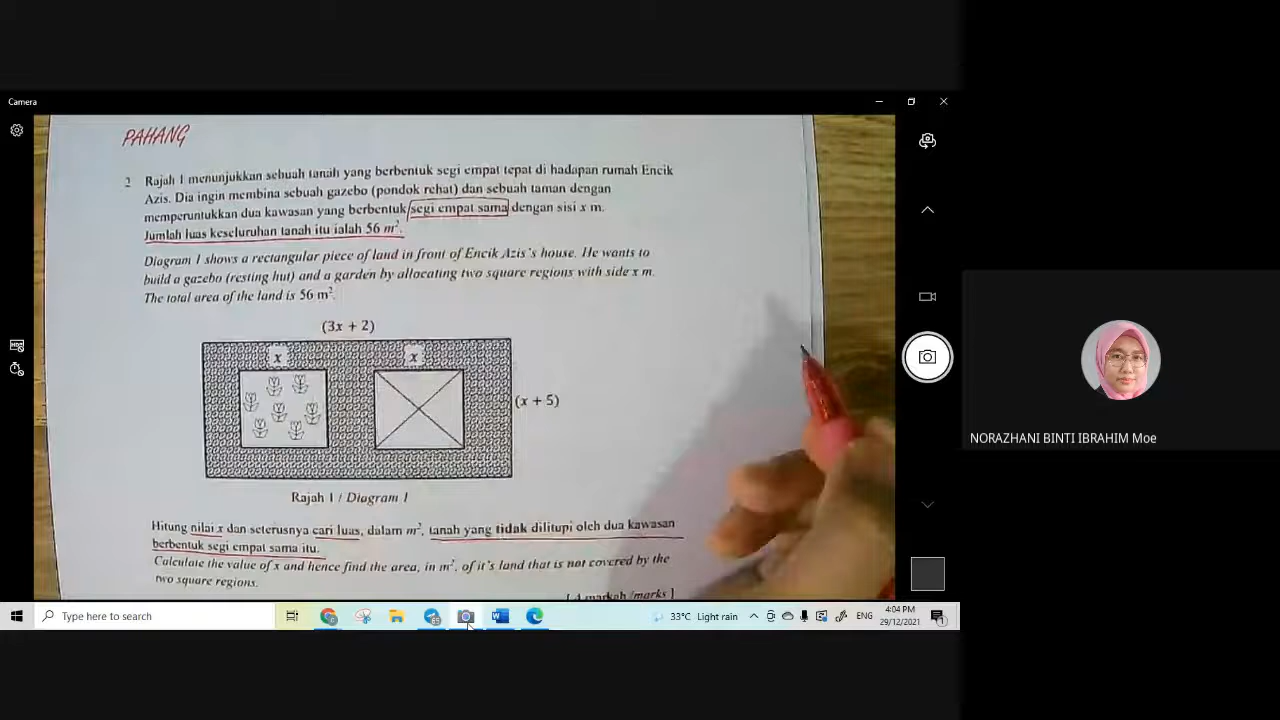 Camera
PAHANG
2 Rajah 1 menunjukkan sebuah tanah yang berbentuk segi empat tepat di hadapan rumah Encik
Azis. Dia ingin membina sebuah gazebo (pondok rehat) dan sebuah taman dengan
memperuntukkan dua kawasan yang berbentuk segi empat sama dengan sisi x m.
Jumlah luas keseluruhan tanah itu ialah 56 m².
Diagram 1 shows a rectangular piece of land in front of Encik Azis's house. He wants to
build a gazebo (resting hut) and a garden by allocating two square regions with side x m.
The total area of the land is 56 m².
(3x + 2)
x x
(x + 5)
Rajah 1 / Diagram 1
Hitung nilai x dan seterusnya cari luas, dalam m², tanah yang tidak dilitupi oleh dua kawasan
berbentuk segi empat sama itu.
Calculate the value of x and hence find the area, in m², of it's land that is not covered by the
two square regions.
[ 4 markah /marks ]
NORAZHANI BINTI IBRAHIM Moe
Type here to search
33°C Light rain
ENG
4:04 PM
29/12/2021